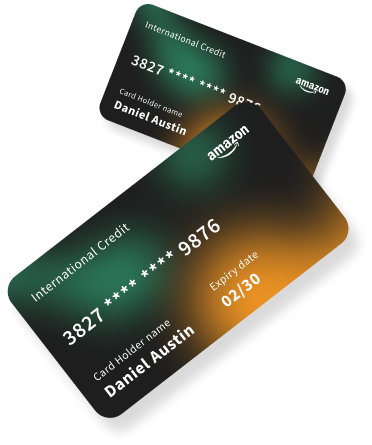 International Credit
amazon
3827 **** **** 9876
Card Holder name
Daniel Austin
amazon
International Credit
3827 **** **** 9876
Expiry date
02/30
Card Holder name
Daniel Austin